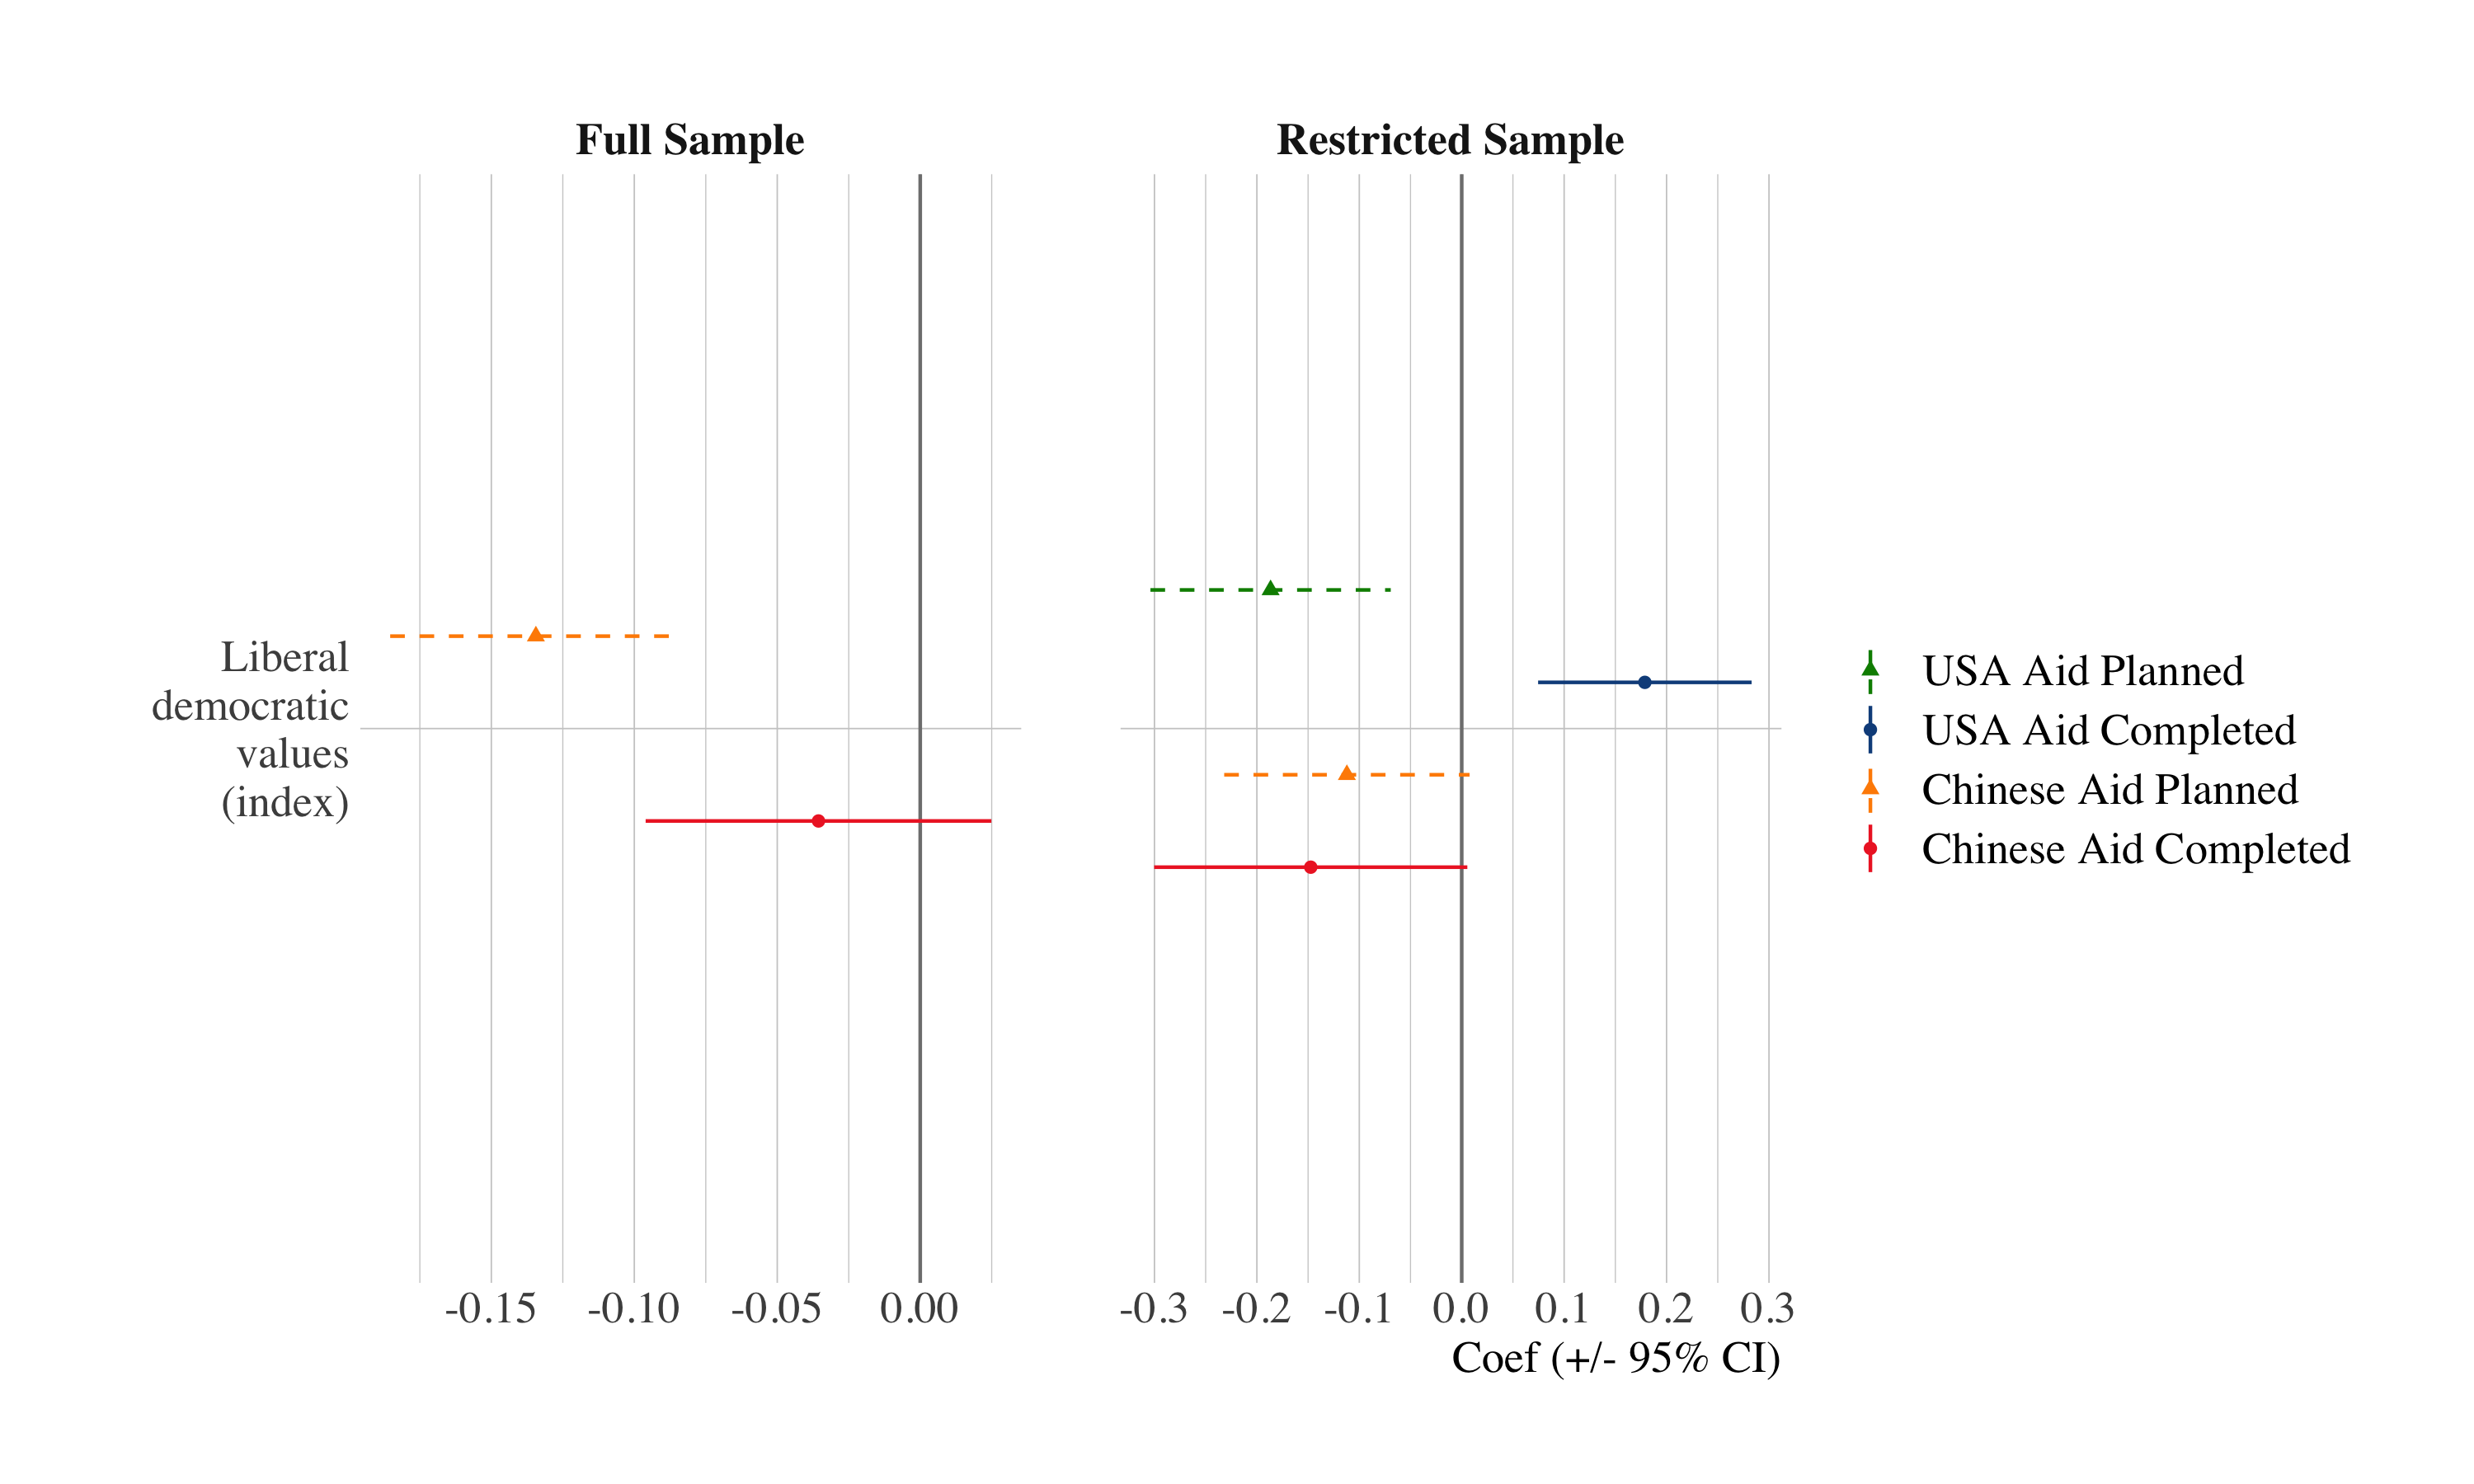 Full Sample
Restricted Sample
Liberal
democratic
values
(index)
USA Aid Planned
USA Aid Completed
Chinese Aid Planned
Chinese Aid Completed
-0.15 -0.10 -0.05 0.00
-0.3 -0.2 -0.1 0.0 0.1 0.2 0.3
Coef (+/- 95% CI)